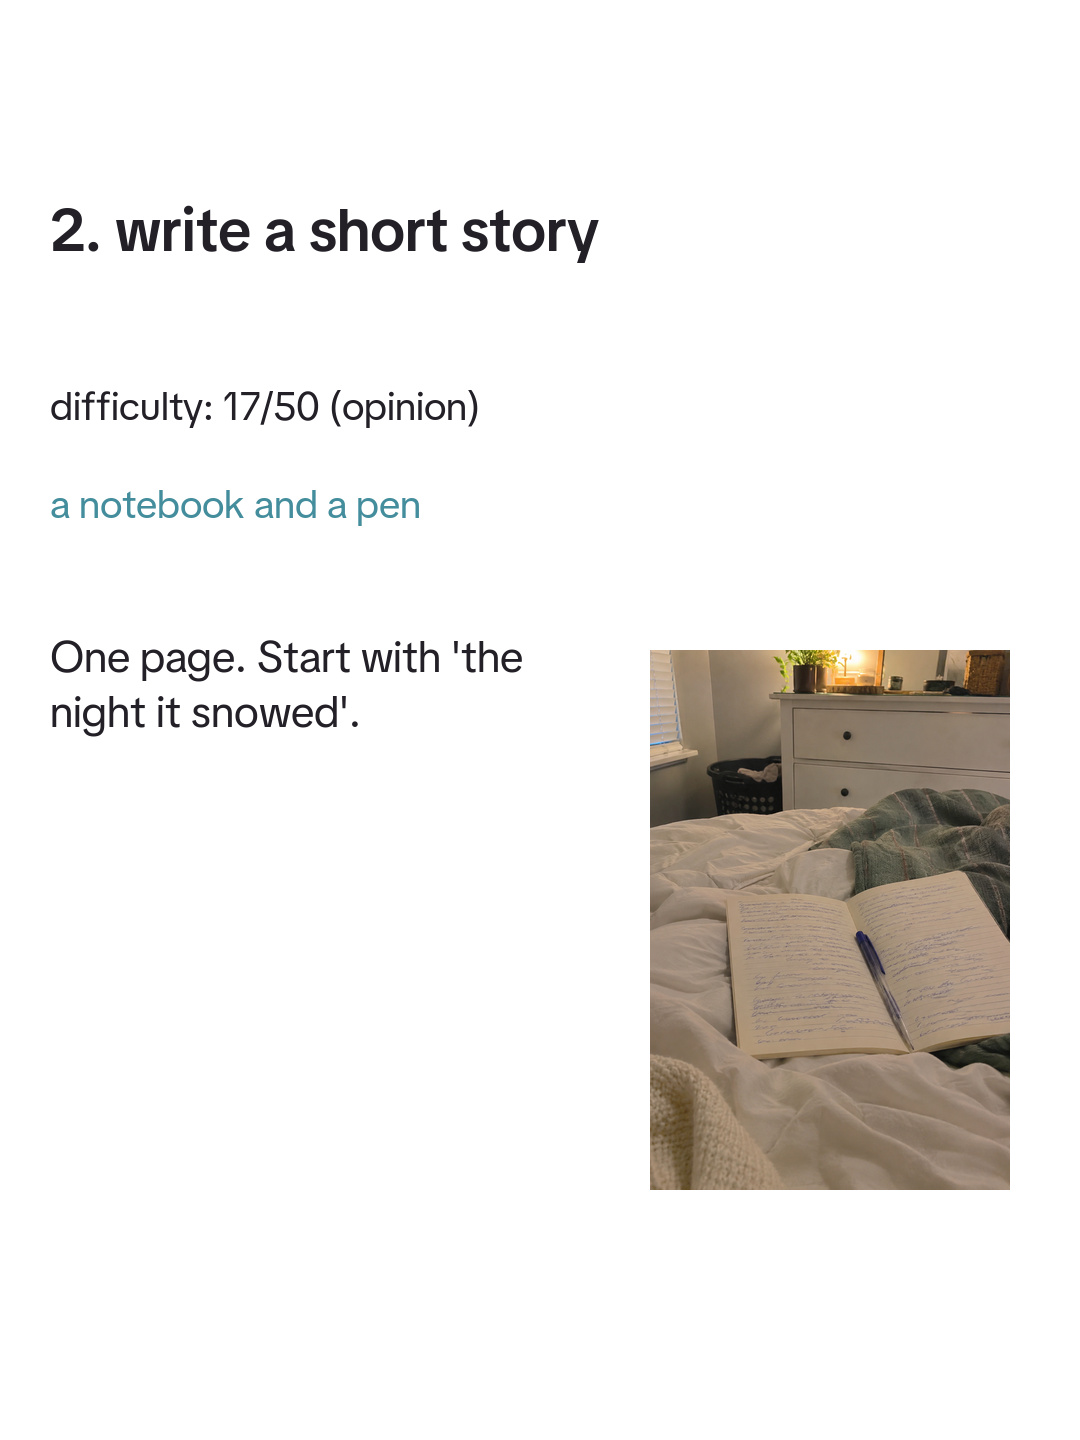 2. write a short story
difficulty: 17/50 (opinion)
a notebook and a pen
One page. Start with 'the
night it snowed'.